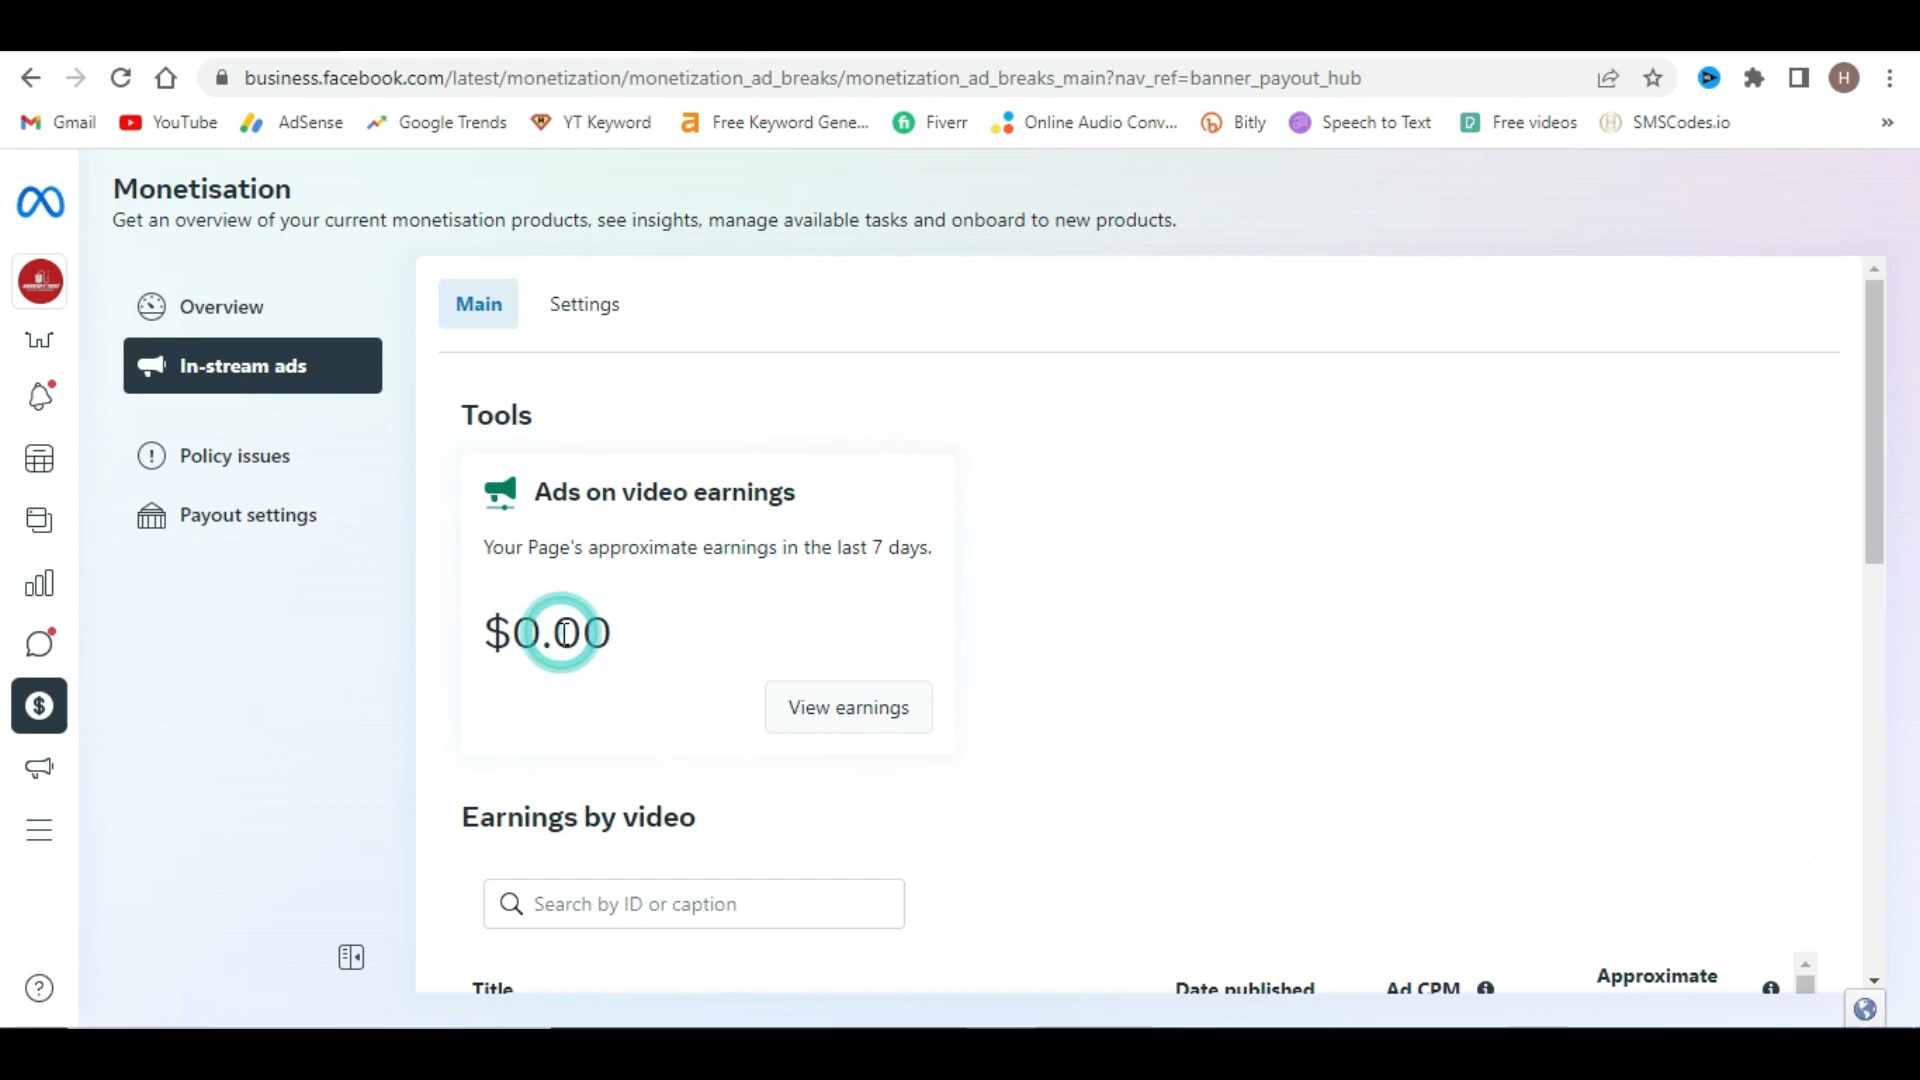 business.facebook.com/latest/monetization/monetization_ad_breaks/monetization_ad_breaks_main?nav_ref=banner_payout_hub
H
Gmail YouTube AdSense Google Trends YT Keyword Free Keyword Gene... Fiverr Online Audio Conv... Bitly Speech to Text Free videos SMSCodes.io »
Monetisation
Get an overview of your current monetisation products, see insights, manage available tasks and onboard to new products.
Overview
In-stream ads
Policy issues
Payout settings
Main Settings
Tools
Ads on video earnings
Your Page's approximate earnings in the last 7 days.
$0.00
View earnings
Earnings by video
Search by ID or caption
Title Date published Ad CPM Approximate